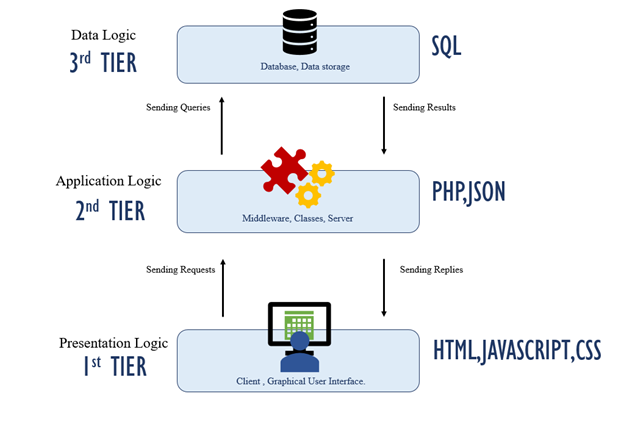 Data Logic
3rd TIER
Database, Data storage
SQL
Sending Queries
Sending Results
Application Logic
2nd TIER
Middleware, Classes, Server
PHP,JSON
Sending Requests
Sending Replies
Presentation Logic
1st TIER
Client , Graphical User Interface.
HTML,JAVASCRIPT,CSS